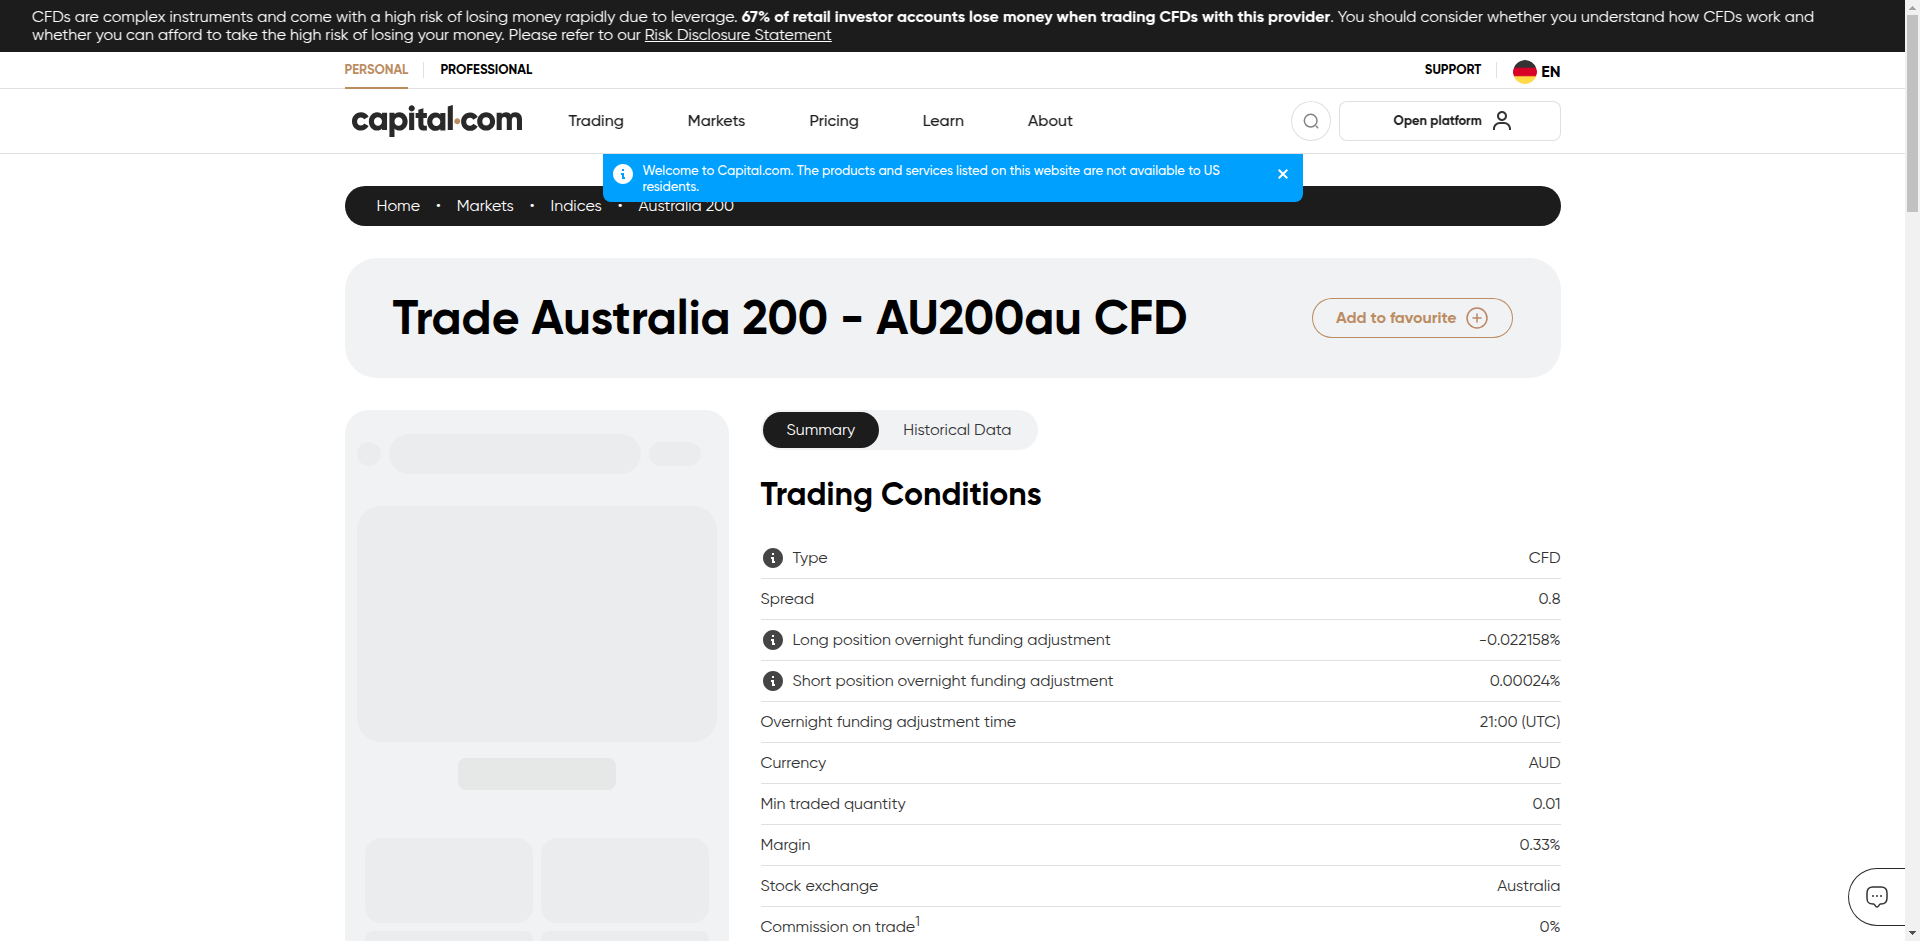 CFDs are complex instruments and come with a high risk of losing money rapidly due to leverage. 67% of retail investor accounts lose money when trading CFDs with this provider. You should consider whether you understand how CFDs work and
whether you can afford to take the high risk of losing your money. Please refer to our Risk Disclosure Statement
PERSONAL PROFESSIONAL SUPPORT EN
capital.com Trading Markets Pricing Learn About Open platform
Welcome to Capital.com. The products and services listed on this website are not available to US
residents.
Home • Markets • Indices • Australia 200
Trade Australia 200 - AU200au CFD Add to favourite
Summary Historical Data
Trading Conditions
Type CFD
Spread 0.8
Long position overnight funding adjustment -0.022158%
Short position overnight funding adjustment 0.00024%
Overnight funding adjustment time 21:00 (UTC)
Currency AUD
Min traded quantity 0.01
Margin 0.33%
Stock exchange Australia
Commission on trade1 0%